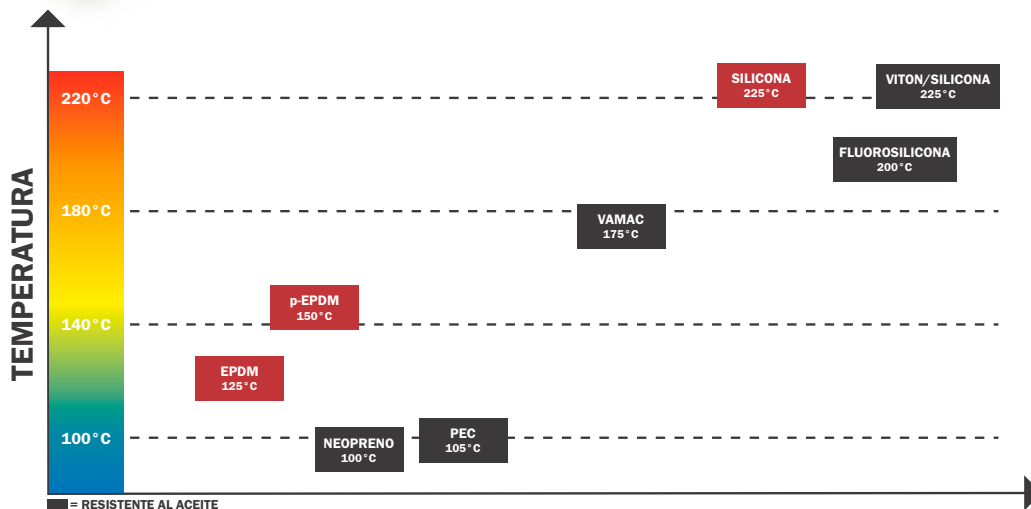 SILICONA
225°C
VITON/SILICONA
225°C
220°C
FLUOROSILICONA
200°C
180°C
VAMAC
175°C
TEMPERATURA
p-EPDM
150°C
140°C
EPDM
125°C
PEC
105°C
100°C
NEOPRENO
100°C
= RESISTENTE AL ACEITE